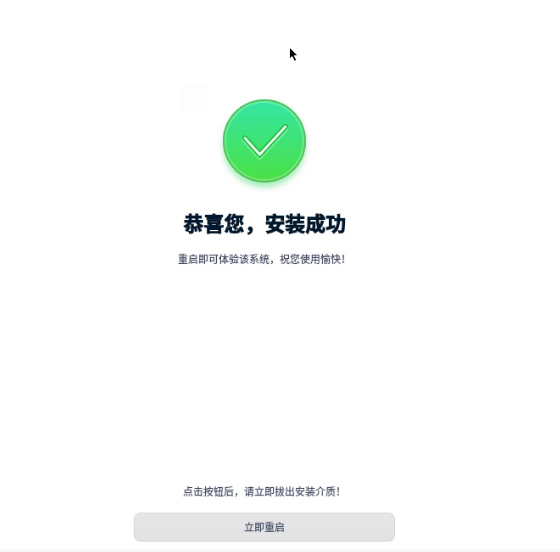 恭喜您，安装成功
重启即可体验该系统，祝您使用愉快！
点击按钮后，请立即拔出安装介质！
立即重启